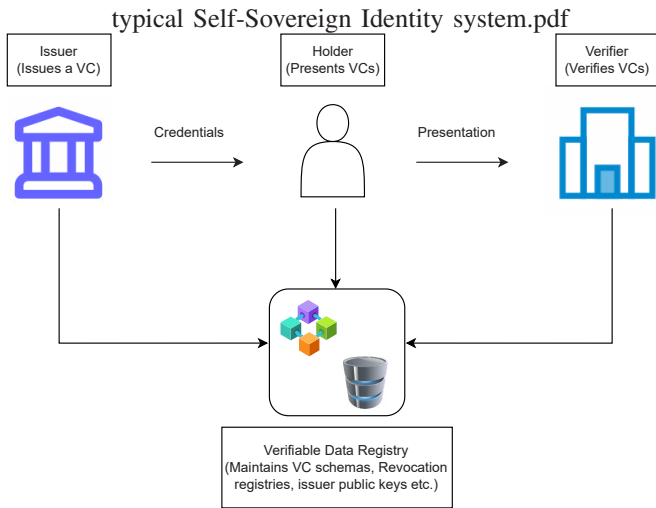 typical Self-Sovereign Identity system.pdf
Issuer
(Issues a VC)
Holder
(Presents VCs)
Verifier
(Verifies VCs)
Credentials
Presentation
Verifiable Data Registry
(Maintains VC schemas, Revocation
registries, issuer public keys etc.)